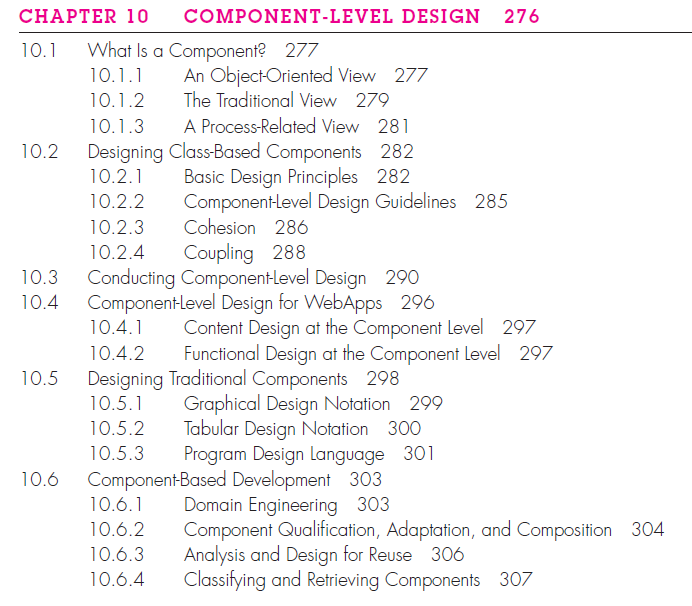 CHAPTER 10 COMPONENT-LEVEL DESIGN 276
10.1 What Is a Component? 277
10.1.1 An Object-Oriented View 277
10.1.2 The Traditional View 279
10.1.3 A Process-Related View 281
10.2 Designing Class-Based Components 282
10.2.1 Basic Design Principles 282
10.2.2 Component-Level Design Guidelines 285
10.2.3 Cohesion 286
10.2.4 Coupling 288
10.3 Conducting Component-Level Design 290
10.4 Component-Level Design for WebApps 296
10.4.1 Content Design at the Component Level 297
10.4.2 Functional Design at the Component Level 297
10.5 Designing Traditional Components 298
10.5.1 Graphical Design Notation 299
10.5.2 Tabular Design Notation 300
10.5.3 Program Design Language 301
10.6 Component-Based Development 303
10.6.1 Domain Engineering 303
10.6.2 Component Qualification, Adaptation, and Composition 304
10.6.3 Analysis and Design for Reuse 306
10.6.4 Classifying and Retrieving Components 307